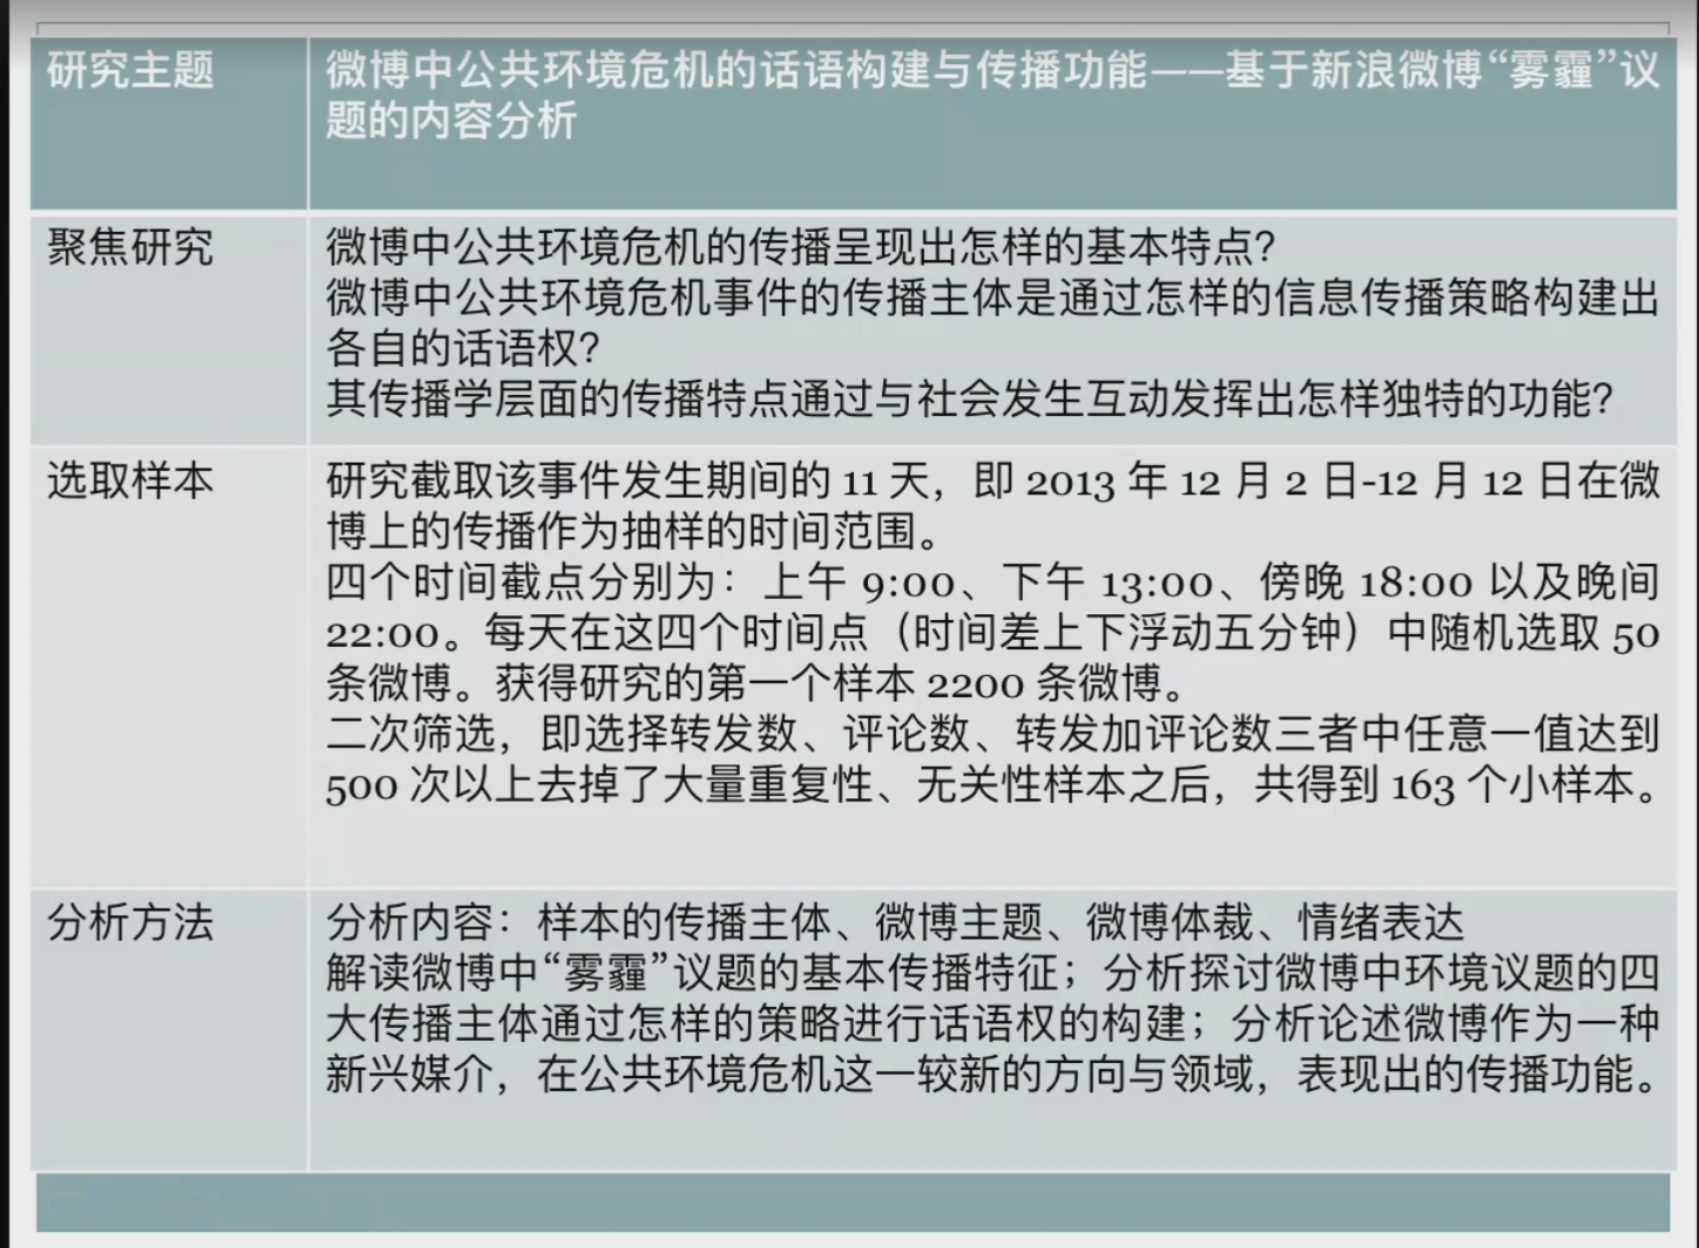 研究主题
微博中公共环境危机的话语构建与传播功能——基于新浪微博“雾霾”议
题的内容分析
聚焦研究
微博中公共环境危机的传播呈现出怎样的基本特点？
微博中公共环境危机事件的传播主体是通过怎样的信息传播策略构建出
各自的话语权？
其传播学层面的传播特点通过与社会发生互动发挥出怎样独特的功能？
选取样本
研究截取该事件发生期间的 11 天，即 2013 年 12 月 2 日-12 月 12 日在微
博上的传播作为抽样的时间范围。
四个时间截点分别为：上午 9:00、下午 13:00、傍晚 18:00 以及晚间
22:00。每天在这四个时间点（时间差上下浮动五分钟）中随机选取 50
条微博。获得研究的第一个样本 2200 条微博。
二次筛选，即选择转发数、评论数、转发加评论数三者中任意一值达到
500 次以上去掉了大量重复性、无关性样本之后，共得到 163 个小样本。
分析方法
分析内容：样本的传播主体、微博主题、微博体裁、情绪表达
解读微博中“雾霾”议题的基本传播特征；分析探讨微博中环境议题的四
大传播主体通过怎样的策略进行话语权的构建；分析论述微博作为一种
新兴媒介，在公共环境危机这一较新的方向与领域，表现出的传播功能。